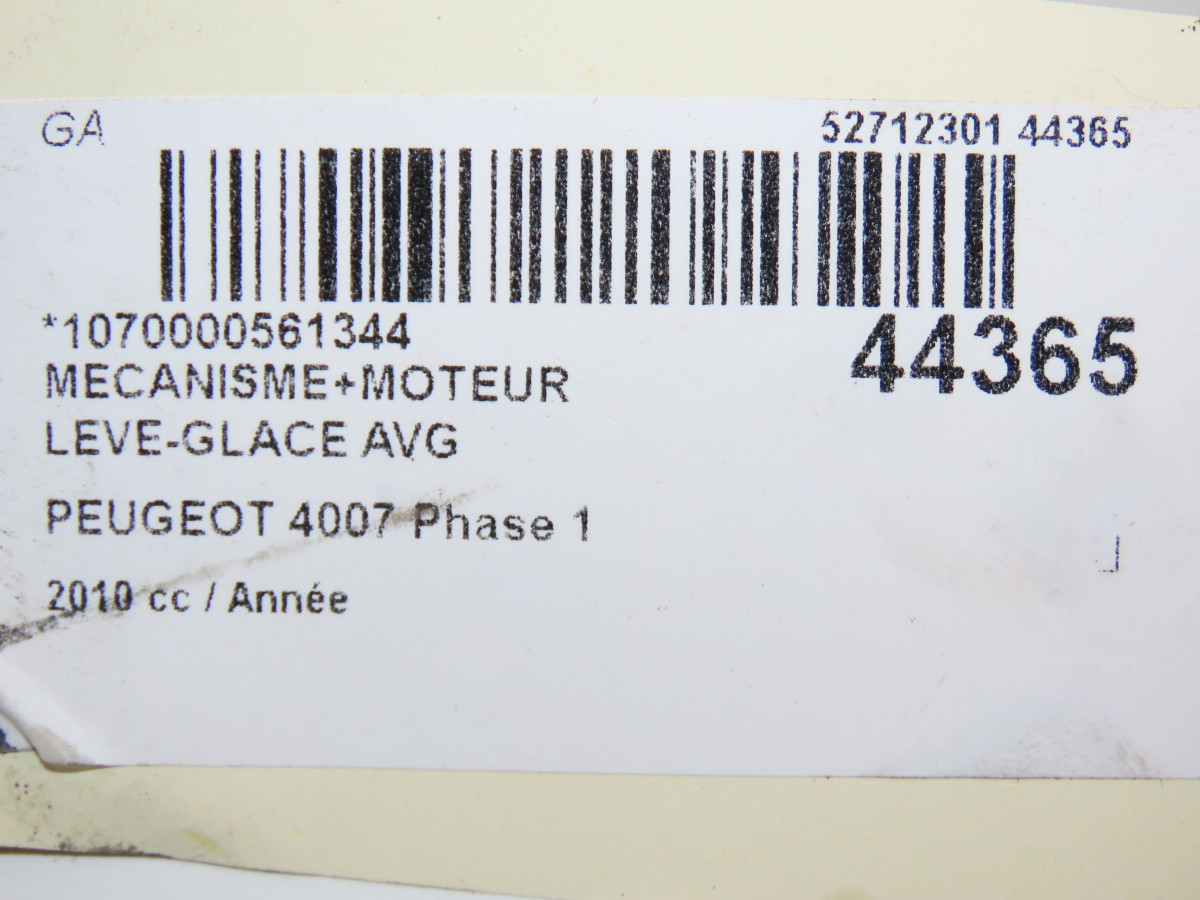 GA
52712301 44365
*1070000561344
44365
MECANISME+MOTEUR
LEVE-GLACE AVG
PEUGEOT 4007 Phase 1
2010 cc / Année